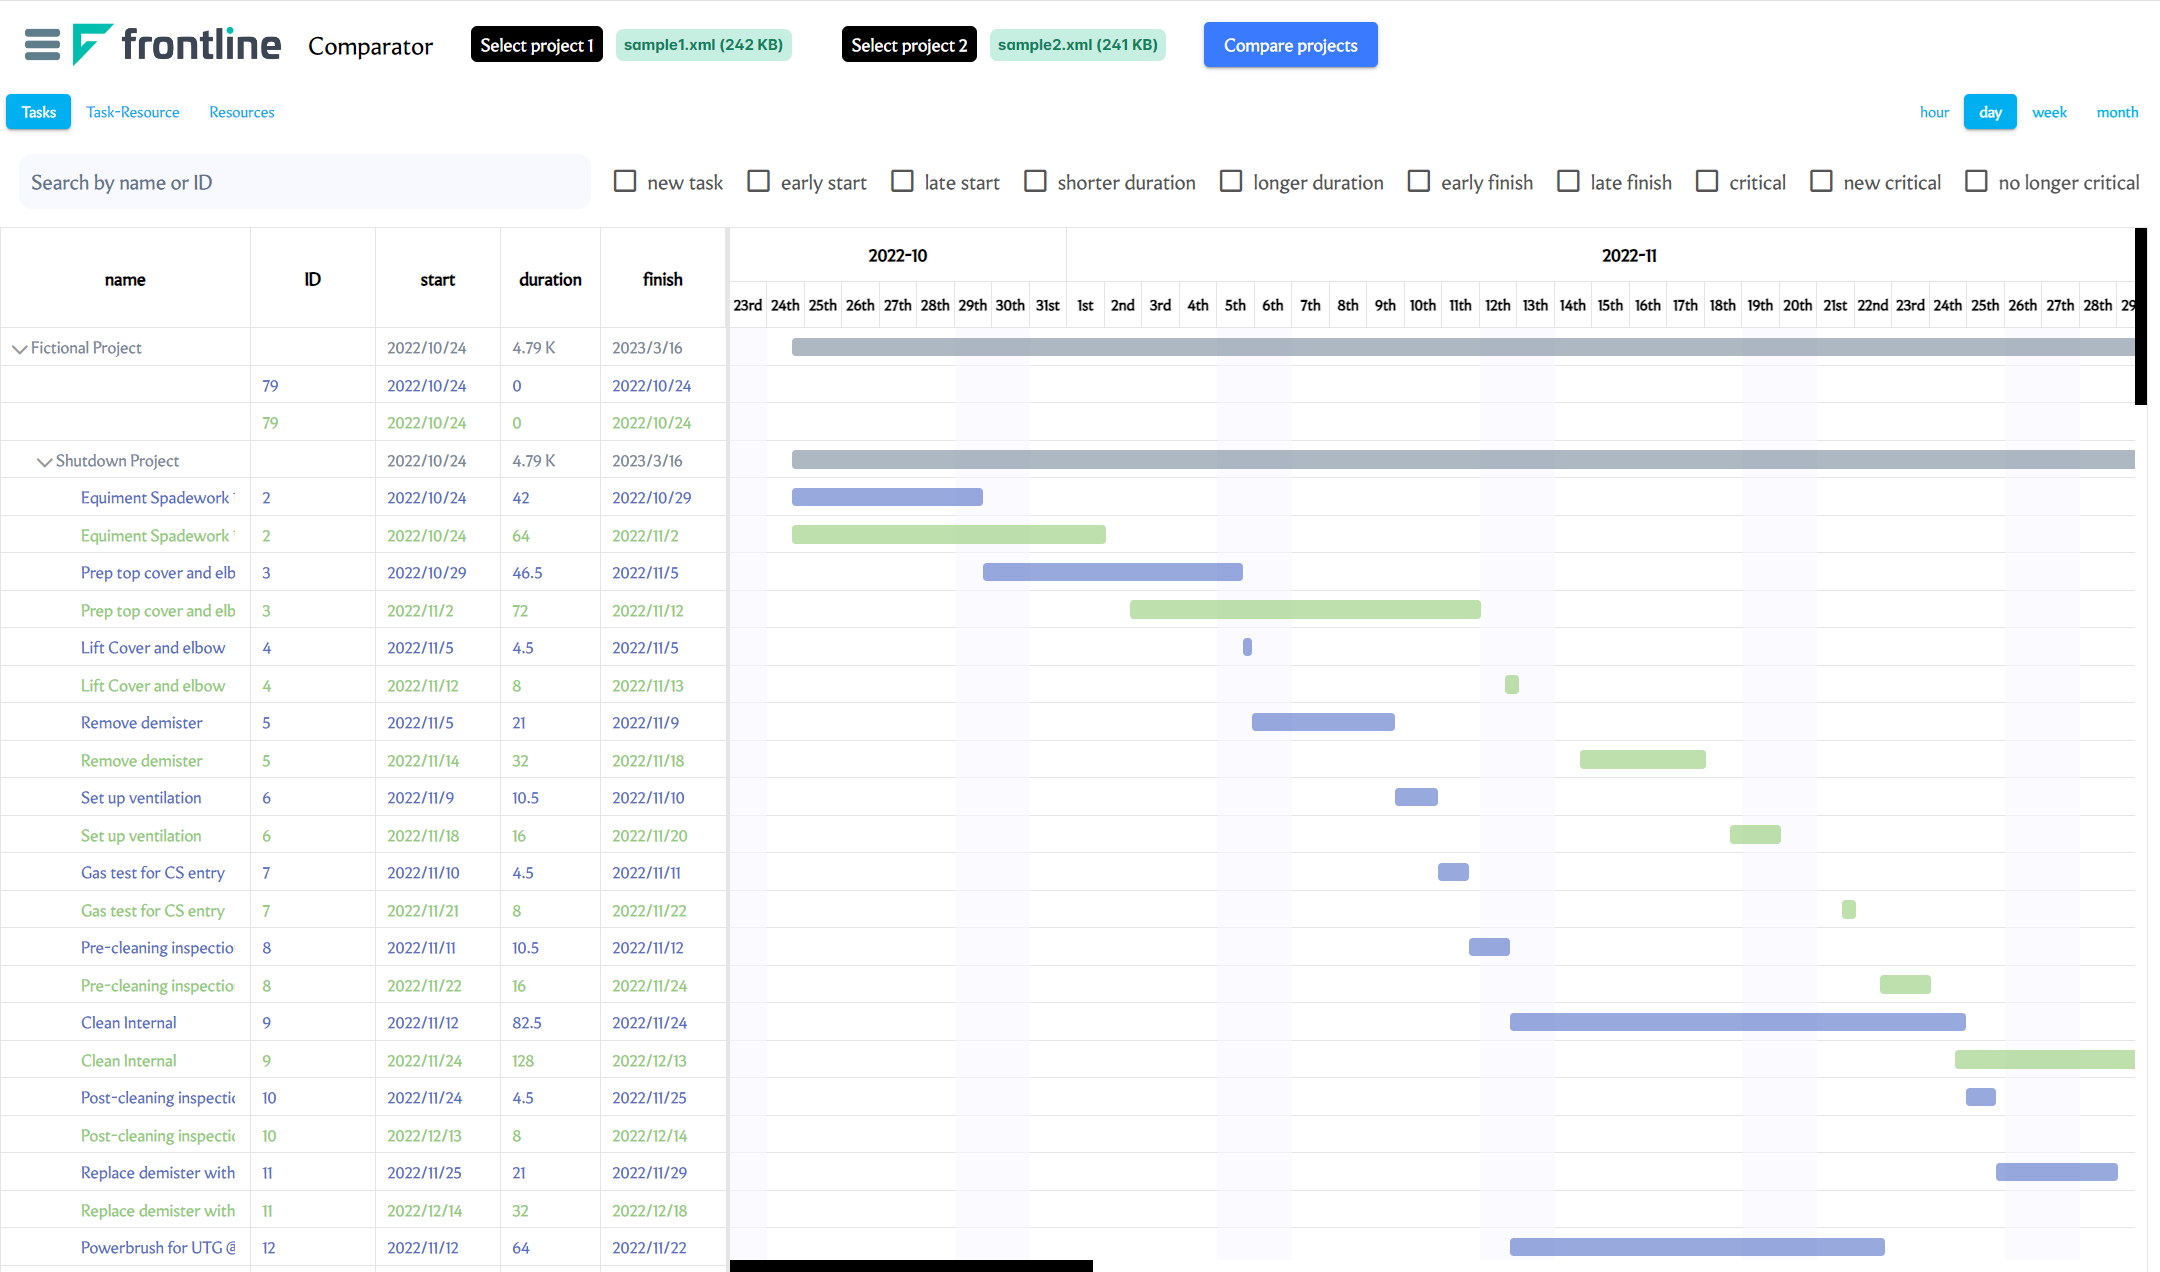 frontline Comparator Select project 1 sample1.xml (242 KB) Select project 2 sample2.xml (241 KB) Compare projects
Tasks Task-Resource Resources hour day week month
Search by name or ID new task early start late start shorter duration longer duration early finish late finish critical new critical no longer critical
name ID start duration finish 2022-10 2022-11
23rd 24th 25th 26th 27th 28th 29th 30th 31st 1st 2nd 3rd 4th 5th 6th 7th 8th 9th 10th 11th 12th 13th 14th 15th 16th 17th 18th 19th 20th 21st 22nd 23rd 24th 25th 26th 27th 28th 29
Fictional Project 2022/10/24 4.79 K 2023/3/16
79 2022/10/24 0 2022/10/24
79 2022/10/24 0 2022/10/24
Shutdown Project 2022/10/24 4.79 K 2023/3/16
Equiment Spadework 2 2022/10/24 42 2022/10/29
Equiment Spadework 2 2022/10/24 64 2022/11/2
Prep top cover and elb 3 2022/10/29 46.5 2022/11/5
Prep top cover and elb 3 2022/11/2 72 2022/11/12
Lift Cover and elbow 4 2022/11/5 4.5 2022/11/5
Lift Cover and elbow 4 2022/11/12 8 2022/11/13
Remove demister 5 2022/11/5 21 2022/11/9
Remove demister 5 2022/11/14 32 2022/11/18
Set up ventilation 6 2022/11/9 10.5 2022/11/10
Set up ventilation 6 2022/11/18 16 2022/11/20
Gas test for CS entry 7 2022/11/10 4.5 2022/11/11
Gas test for CS entry 7 2022/11/21 8 2022/11/22
Pre-cleaning inspectio 8 2022/11/11 10.5 2022/11/12
Pre-cleaning inspectio 8 2022/11/22 16 2022/11/24
Clean Internal 9 2022/11/12 82.5 2022/11/24
Clean Internal 9 2022/11/24 128 2022/12/13
Post-cleaning inspectic 10 2022/11/24 4.5 2022/11/25
Post-cleaning inspectic 10 2022/12/13 8 2022/12/14
Replace demister with 11 2022/11/25 21 2022/11/29
Replace demister with 11 2022/12/14 32 2022/12/18
Powerbrush for UTG @ 12 2022/11/12 64 2022/11/22